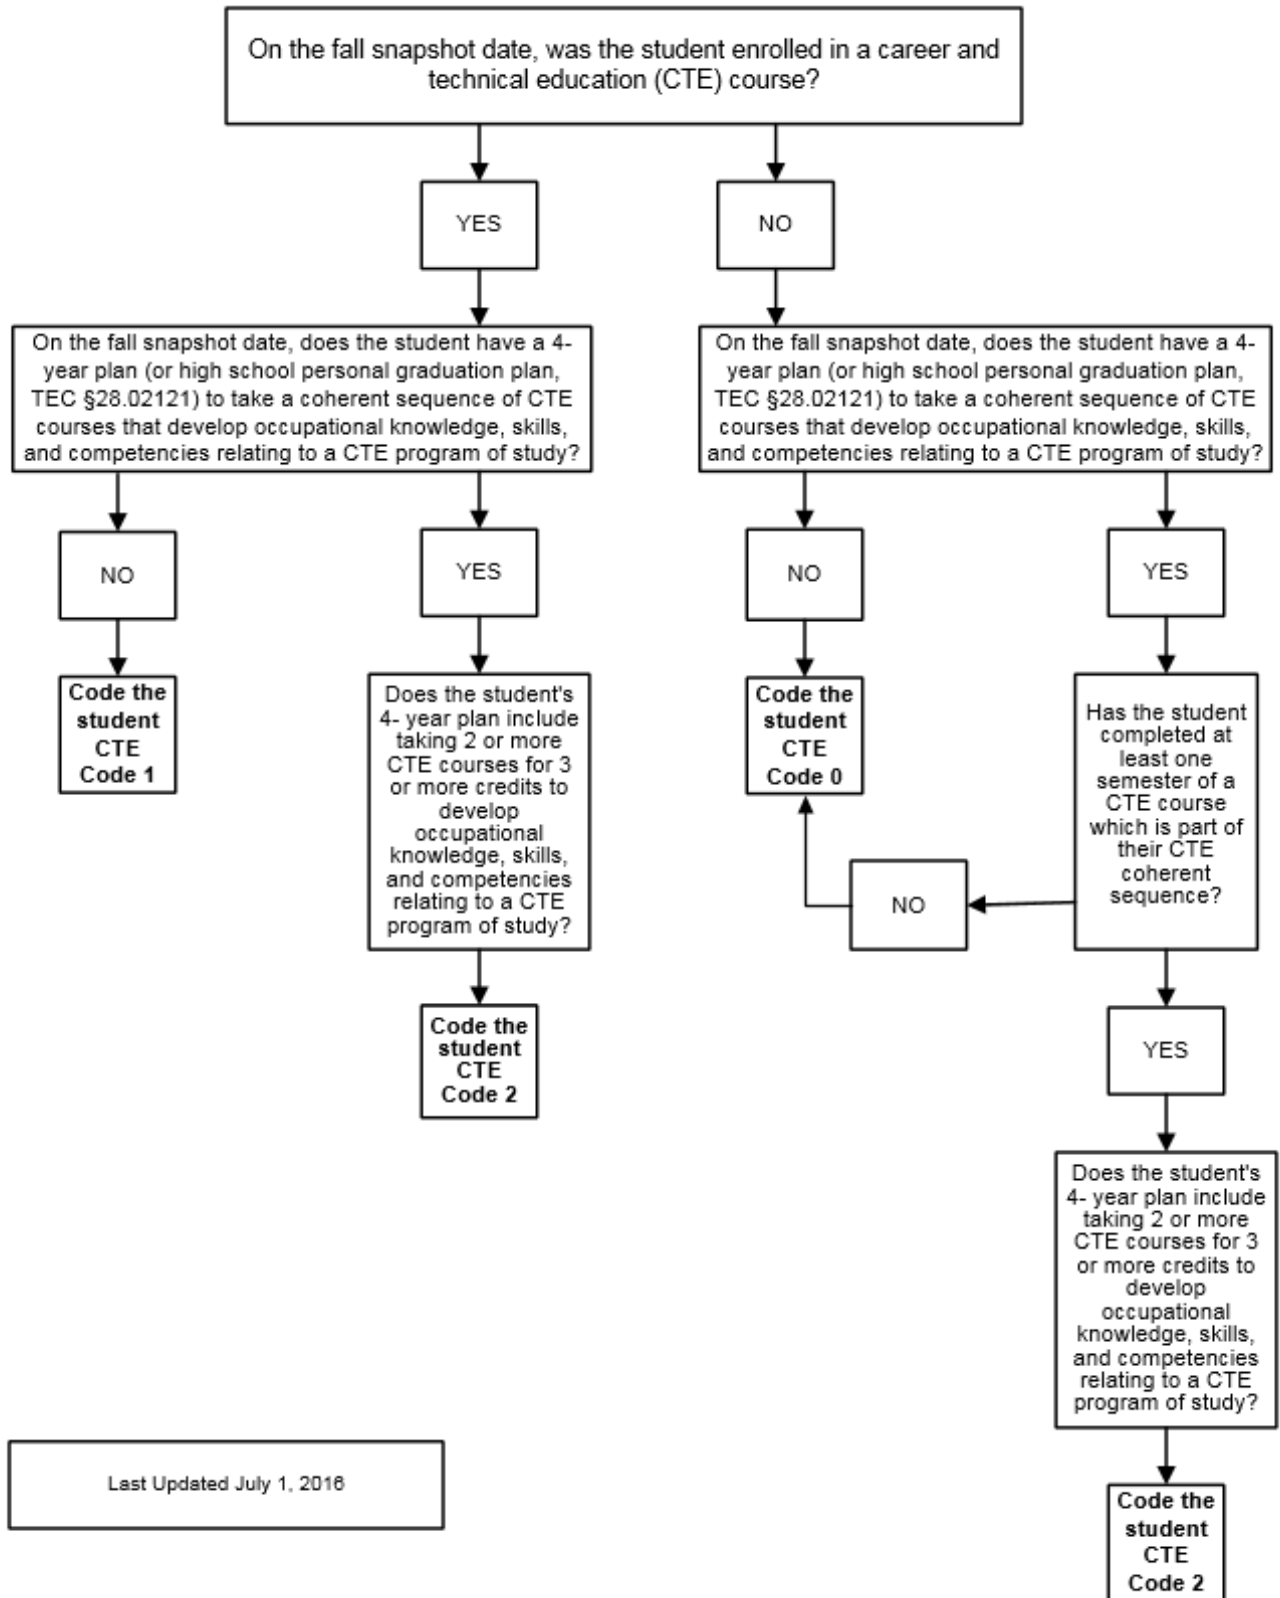 On the fall snapshot date, was the student enrolled in a career and
technical education (CTE) course?
YES
NO
On the fall snapshot date, does the student have a 4-
year plan (or high school personal graduation plan,
TEC §28.02121) to take a coherent sequence of CTE
courses that develop occupational knowledge, skills,
and competencies relating to a CTE program of study?
On the fall snapshot date, does the student have a 4-
year plan (or high school personal graduation plan,
TEC §28.02121) to take a coherent sequence of CTE
courses that develop occupational knowledge, skills,
and competencies relating to a CTE program of study?
NO
YES
NO
YES
Code the
student
CTE
Code 1
Does the student's
4- year plan include
taking 2 or more
CTE courses for 3
or more credits to
develop
occupational
knowledge, skills,
and competencies
relating to a CTE
program of study?
Code the
student
CTE
Code 0
Has the student
completed at
least one
semester of a
CTE course
which is part of
their CTE
coherent
sequence?
NO
Code the
student
CTE
Code 2
YES
Does the student's
4- year plan include
taking 2 or more
CTE courses for 3
or more credits to
develop
occupational
knowledge, skills,
and competencies
relating to a CTE
program of study?
Last Updated July 1, 2016
Code the
student
CTE
Code 2